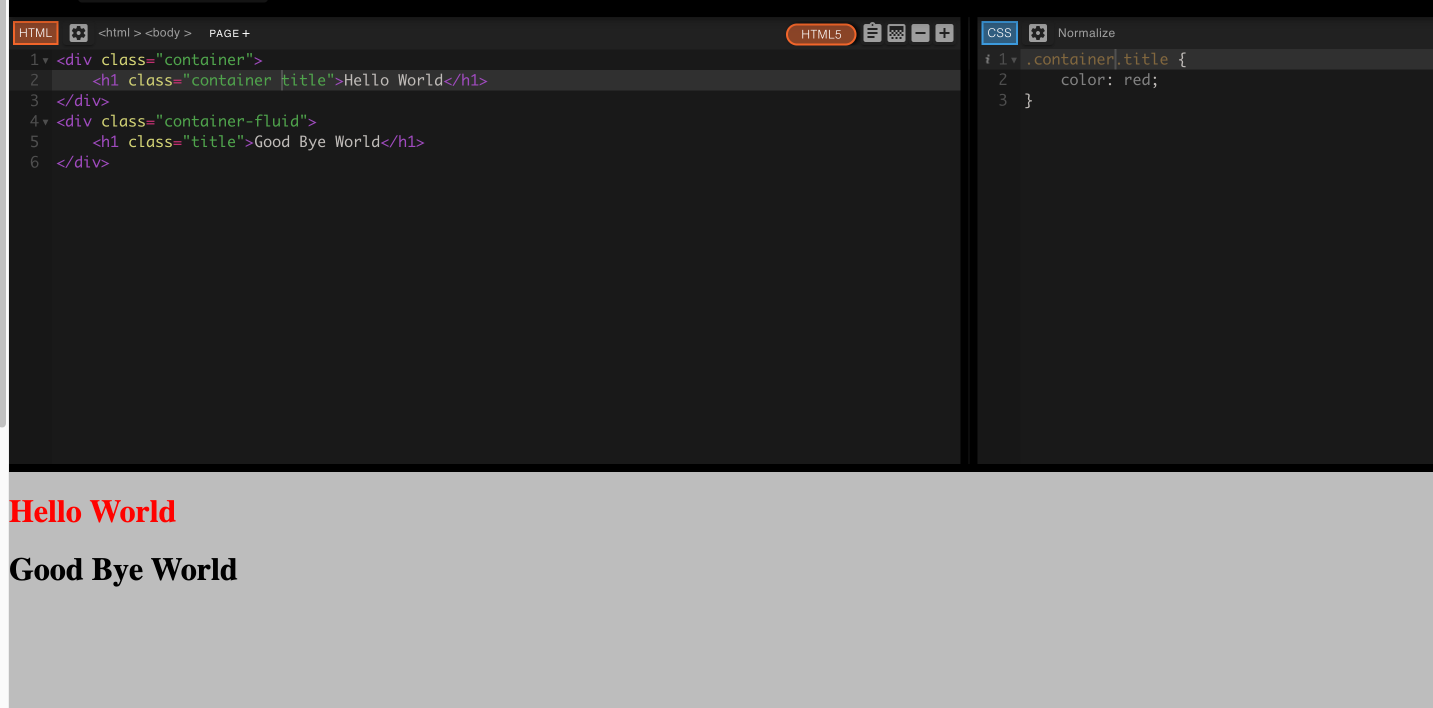 HTML <html > <body > PAGE + HTML5
1 <div class="container">
2     <h1 class="container title">Hello World</h1>
3 </div>
4 <div class="container-fluid">
5     <h1 class="title">Good Bye World</h1>
6 </div>
CSS Normalize
i 1 .container.title {
2     color: red;
3 }
Hello World
Good Bye World